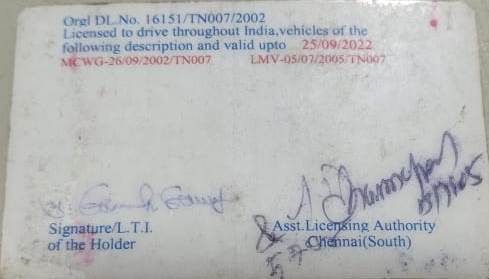 Orgl DL.No. 16151/TN007/2002
Licensed to drive throughout India,vehicles of the
following description and valid upto 25/09/2022
MCWG-26/09/2002/TN007 LMV-05/07/2005/TN007
Signature/L.T.I. Asst.Licensing Authority
of the Holder Chennai(South)